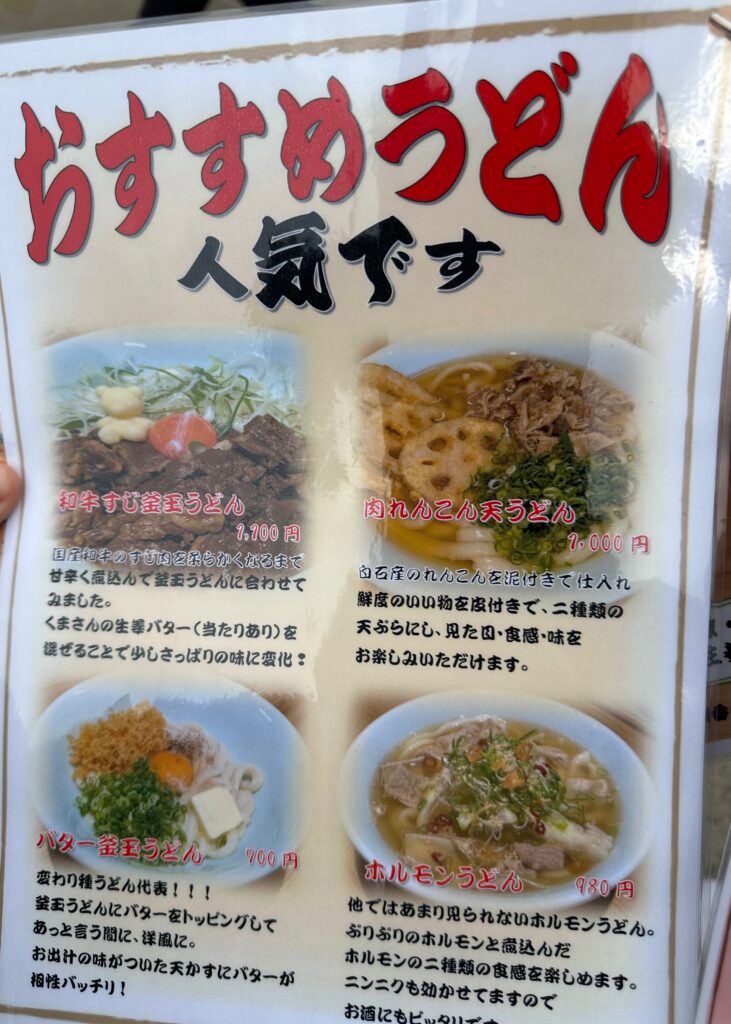 おすすめうどん
人気です
和牛すじ釜玉うどん
1,100円
国産和牛のすじ肉を柔らかくなるまで
甘辛く煮込んで釜玉うどんに合わせて
みました。
くまさんの生姜バター(当たりあり)を
混ぜることで少しさっぱりの味に変化!
肉れんこん天うどん
1,000円
白石産のれんこんを泥付きで仕入れ
鮮度のいい物を皮付きで、二種類の
天ぷらにし、見た目・食感・味を
お楽しみいただけます。
バター釜玉うどん 700円
変わり種うどん代表!!!
釜玉うどんにバターをトッピングして
あっと言う間に、洋風に。
お出汁の味がついた天かすにバターが
相性バッチリ!
ホルモンうどん 980円
他ではあまり見られないホルモンうどん。
ぷりぷりのホルモンと煮込んだ
ホルモンの二種類の食感を楽しめます。
ニンニクも効かせてますので
お酒にもピッタリです